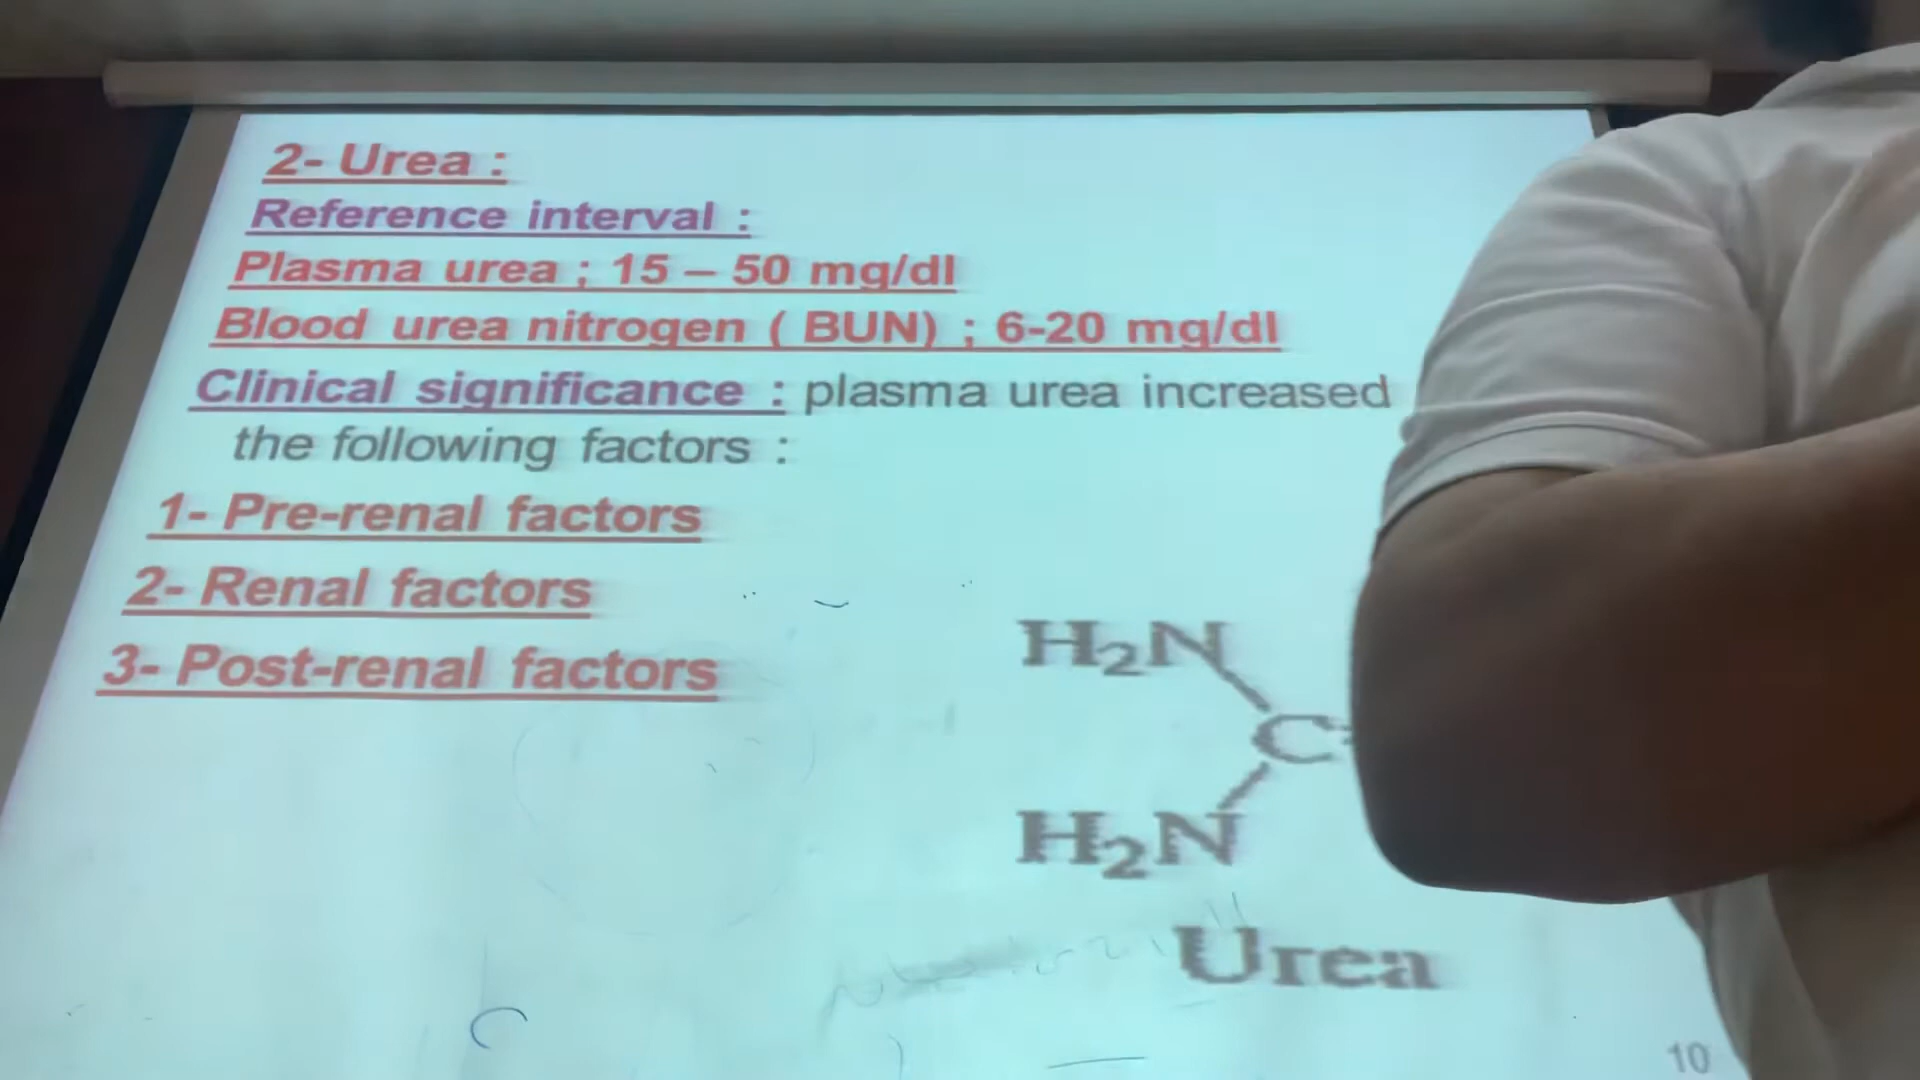 2- Urea :
Reference interval :
Plasma urea ; 15 – 50 mg/dl
Blood urea nitrogen ( BUN) ; 6-20 mg/dl
Clinical significance : plasma urea increased
the following factors :
1- Pre-renal factors
2- Renal factors
3- Post-renal factors
H₂N
C
H₂N
Urea
10